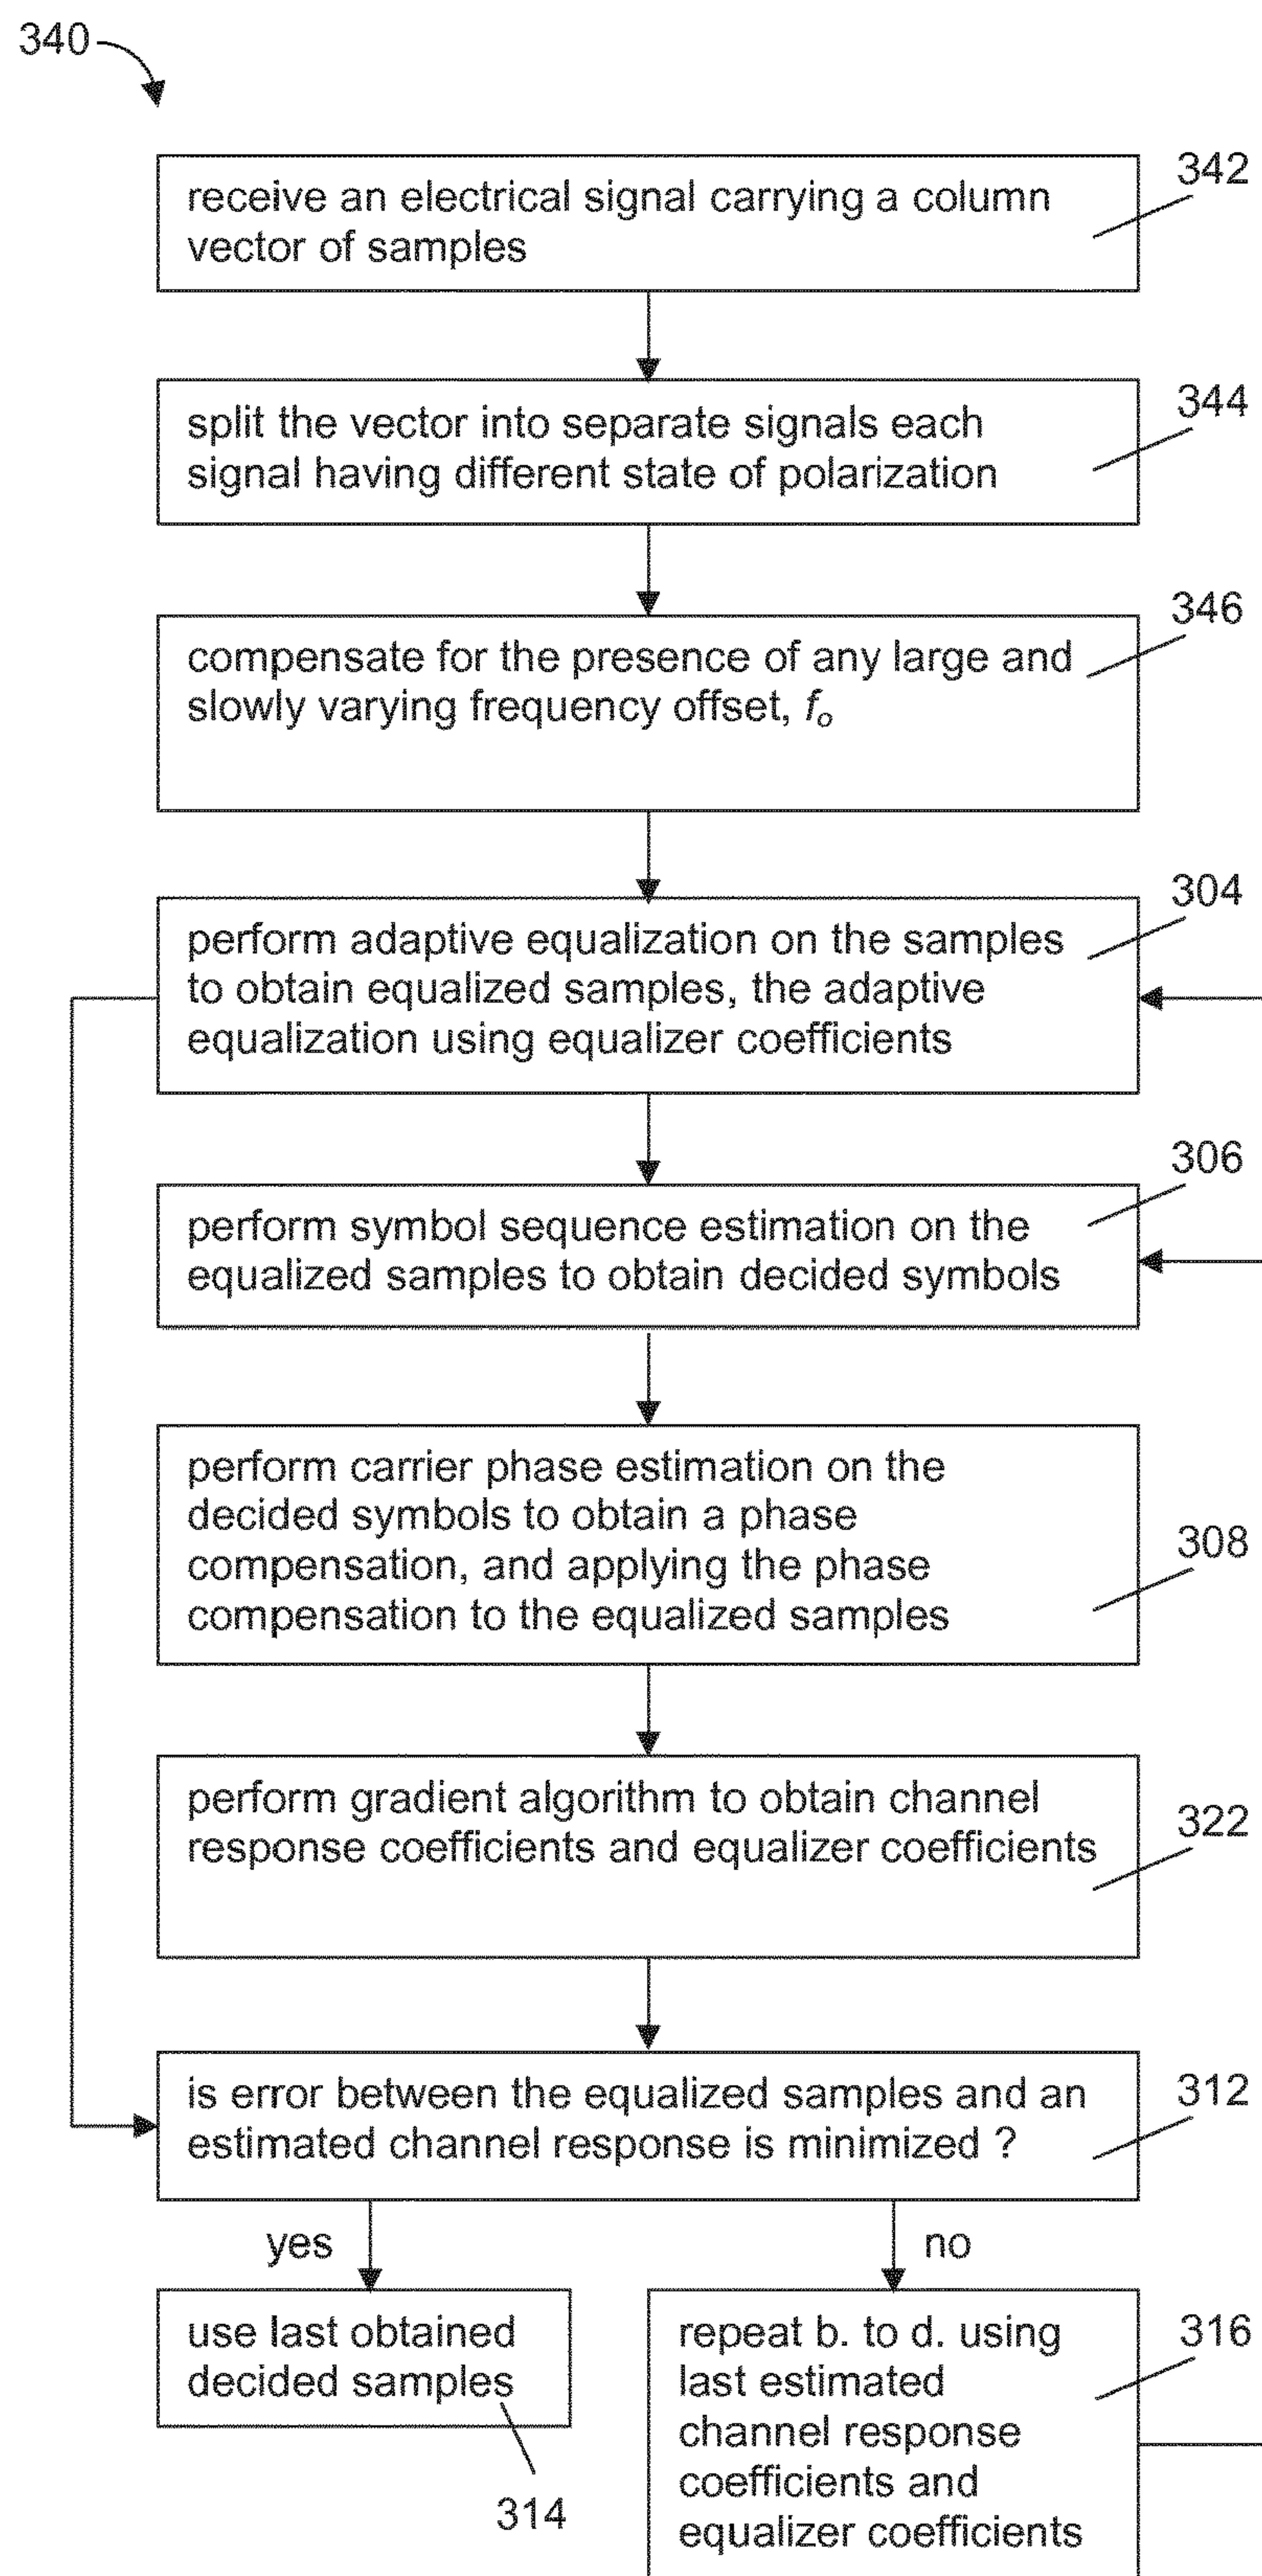 340
342
receive an electrical signal carrying a column
vector of samples
344
split the vector into separate signals each
signal having different state of polarization
346
compensate for the presence of any large and
slowly varying frequency offset, fo
304
perform adaptive equalization on the samples
to obtain equalized samples, the adaptive
equalization using equalizer coefficients
306
perform symbol sequence estimation on the
equalized samples to obtain decided symbols
perform carrier phase estimation on the
decided symbols to obtain a phase
308
compensation, and applying the phase
compensation to the equalized samples
perform gradient algorithm to obtain channel
322
response coefficients and equalizer coefficients
312
is error between the equalized samples and an
estimated channel response is minimized ?
yes
no
use last obtained
decided samples
314
repeat b. to d. using
316
last estimated
channel response
coefficients and
equalizer coefficients